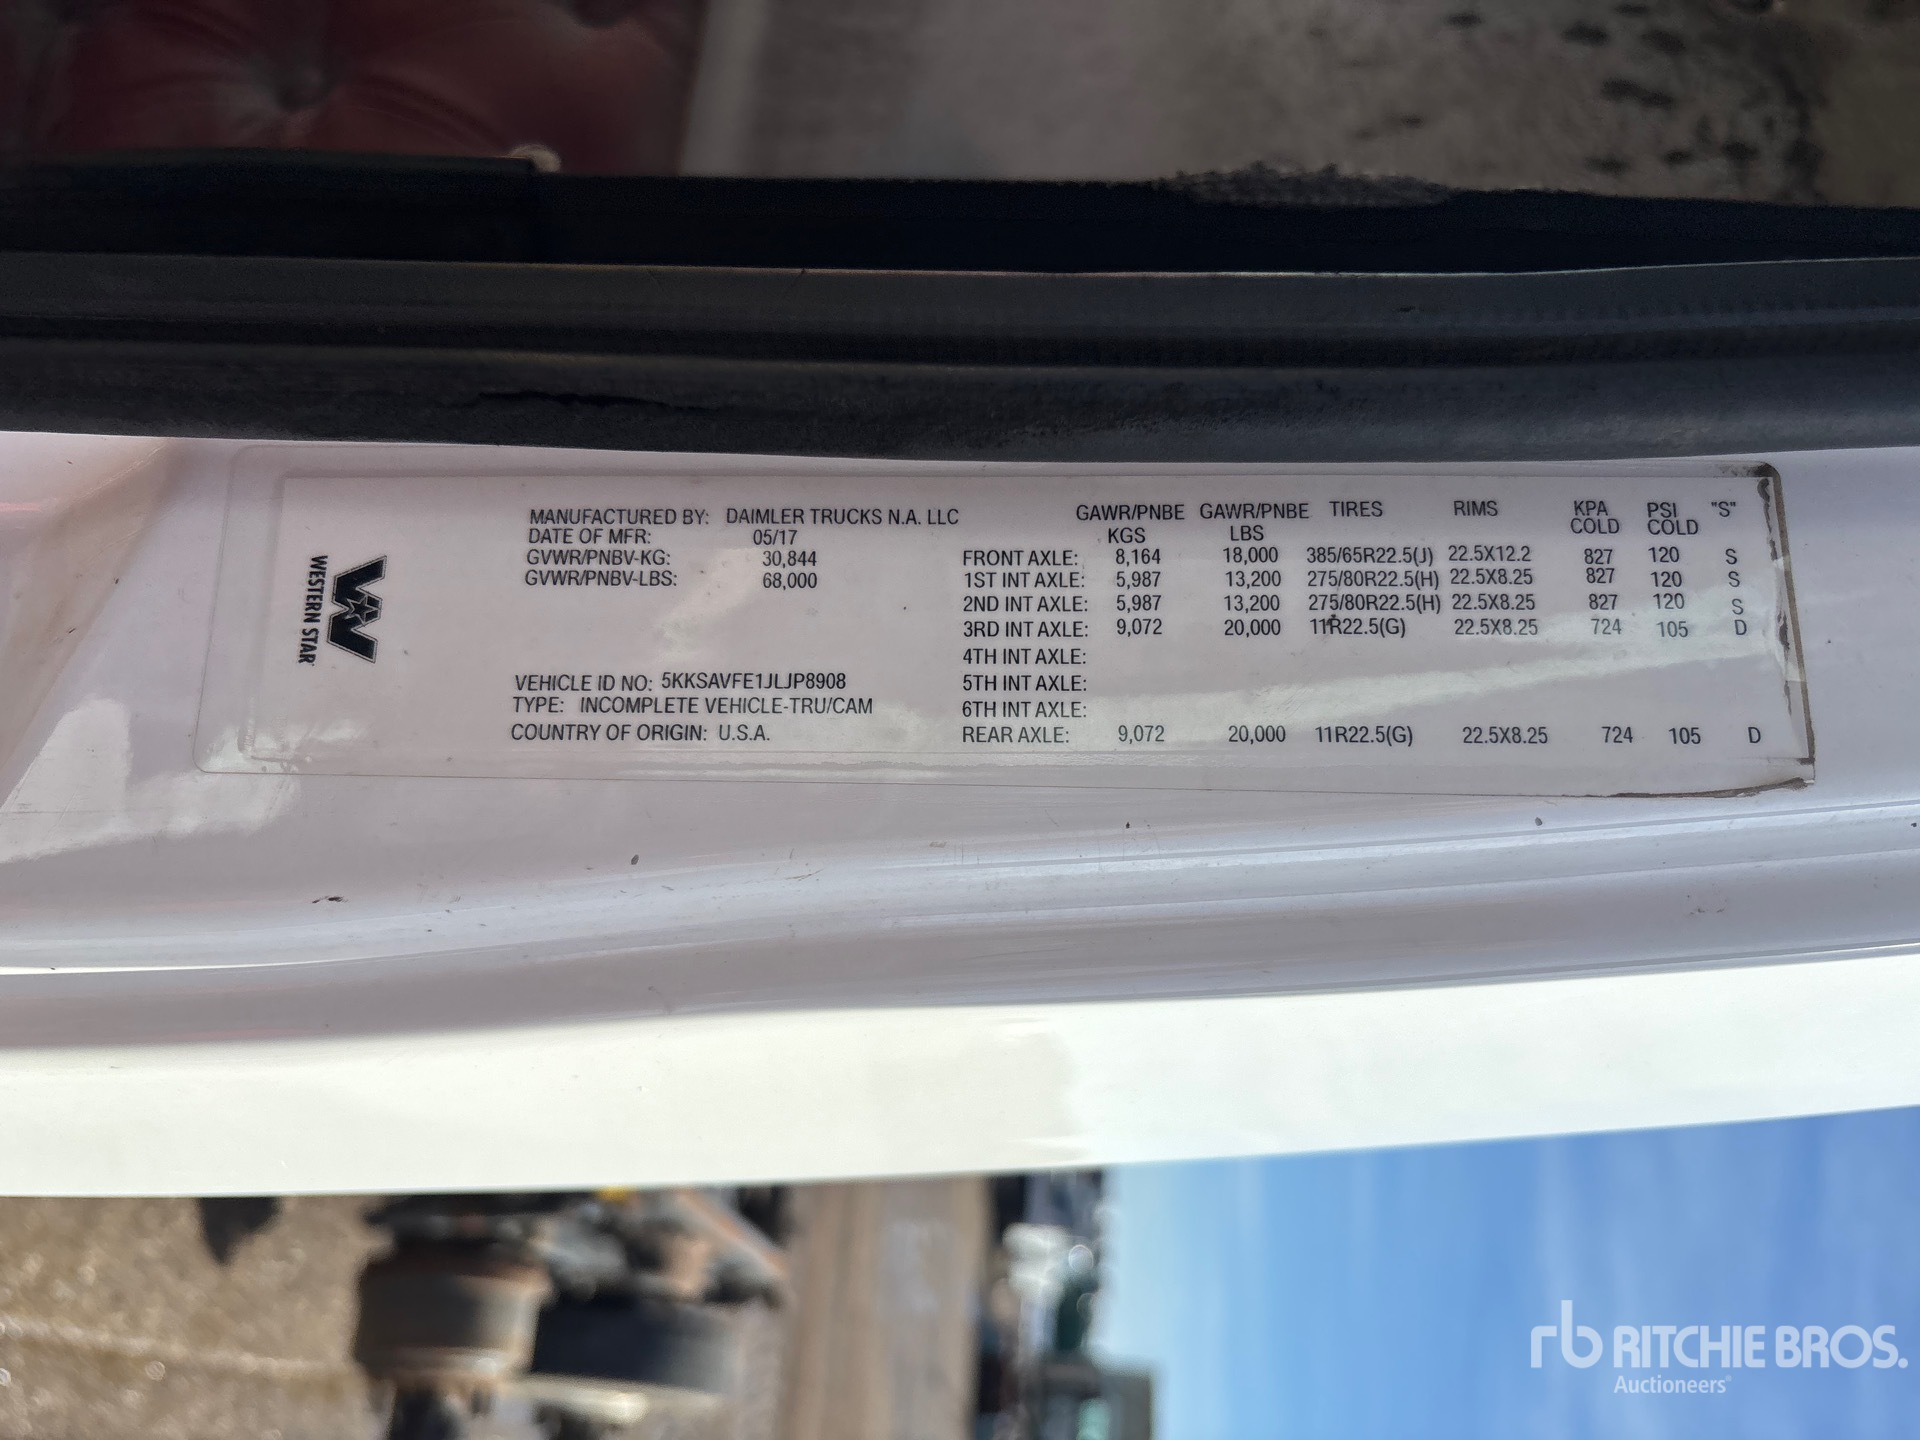 WESTERN STAR
MANUFACTURED BY: DAIMLER TRUCKS N.A. LLC
DATE OF MFR: 05/17
GVWR/PNBV-KG: 30,844
GVWR/PNBV-LBS: 68,000
VEHICLE ID NO: 5KKSAVFE1JLJP8908
TYPE: INCOMPLETE VEHICLE-TRU/CAM
COUNTRY OF ORIGIN: U.S.A.
GAWR/PNBE KGS GAWR/PNBE LBS TIRES RIMS KPA COLD PSI COLD "S"
FRONT AXLE: 8,164 18,000 385/65R22.5(J) 22.5X12.2 827 120 S
1ST INT AXLE: 5,987 13,200 275/80R22.5(H) 22.5X8.25 827 120 S
2ND INT AXLE: 5,987 13,200 275/80R22.5(H) 22.5X8.25 827 120 S
3RD INT AXLE: 9,072 20,000 11R22.5(G) 22.5X8.25 724 105 D
4TH INT AXLE:
5TH INT AXLE:
6TH INT AXLE:
REAR AXLE: 9,072 20,000 11R22.5(G) 22.5X8.25 724 105 D
rb RITCHIE BROS.
Auctioneers